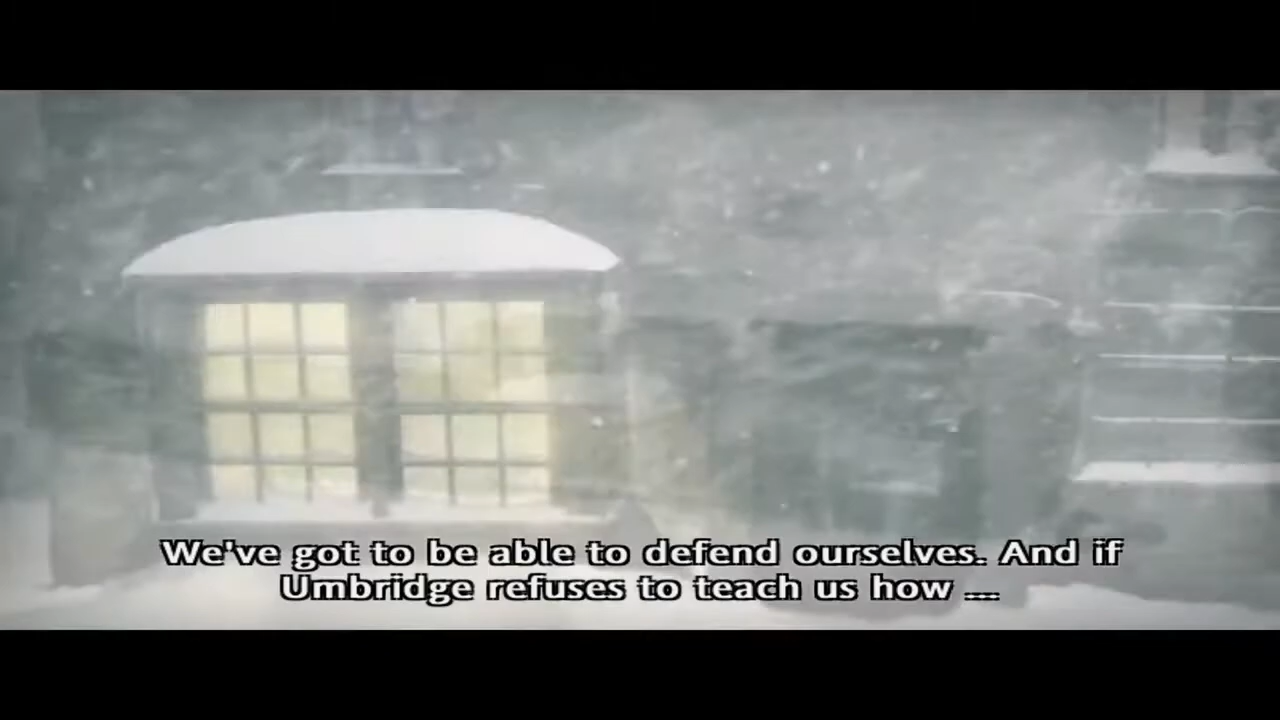 We've got to be able to defend ourselves. And if
Umbridge refuses to teach us how ....